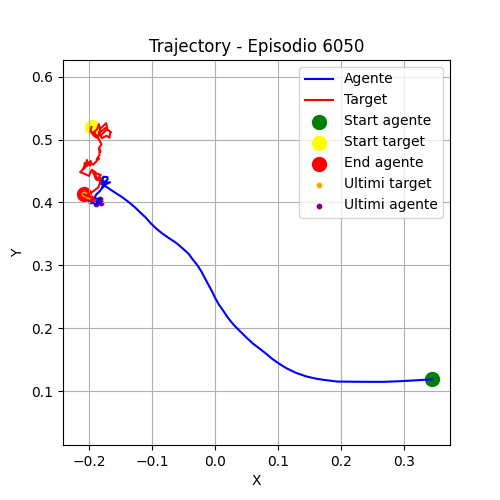 Trajectory - Episodio 6050
Agente
Target
Start agente
Start target
End agente
Ultimi target
Ultimi agente
0.6
0.5
0.4
0.3
0.2
0.1
Y
−0.2
−0.1
0.0
0.1
0.2
0.3
X